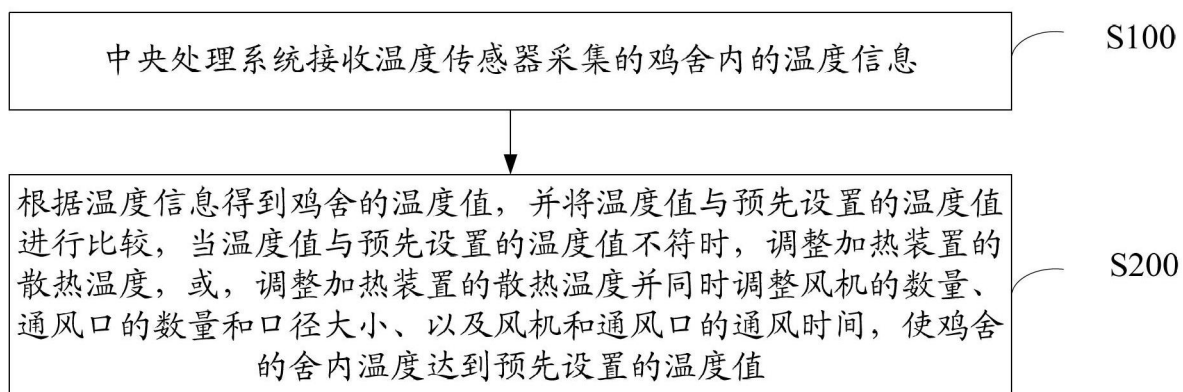 中央处理系统接收温度传感器采集的鸡舍内的温度信息
S100
根据温度信息得到鸡舍的温度值，并将温度值与预先设置的温度值
进行比较，当温度值与预先设置的温度值不符时，调整加热装置的
散热温度，或，调整加热装置的散热温度并同时调整风机的数量、
通风口的数量和口径大小、以及风机和通风口的通风时间，使鸡舍
的舍内温度达到预先设置的温度值
S200